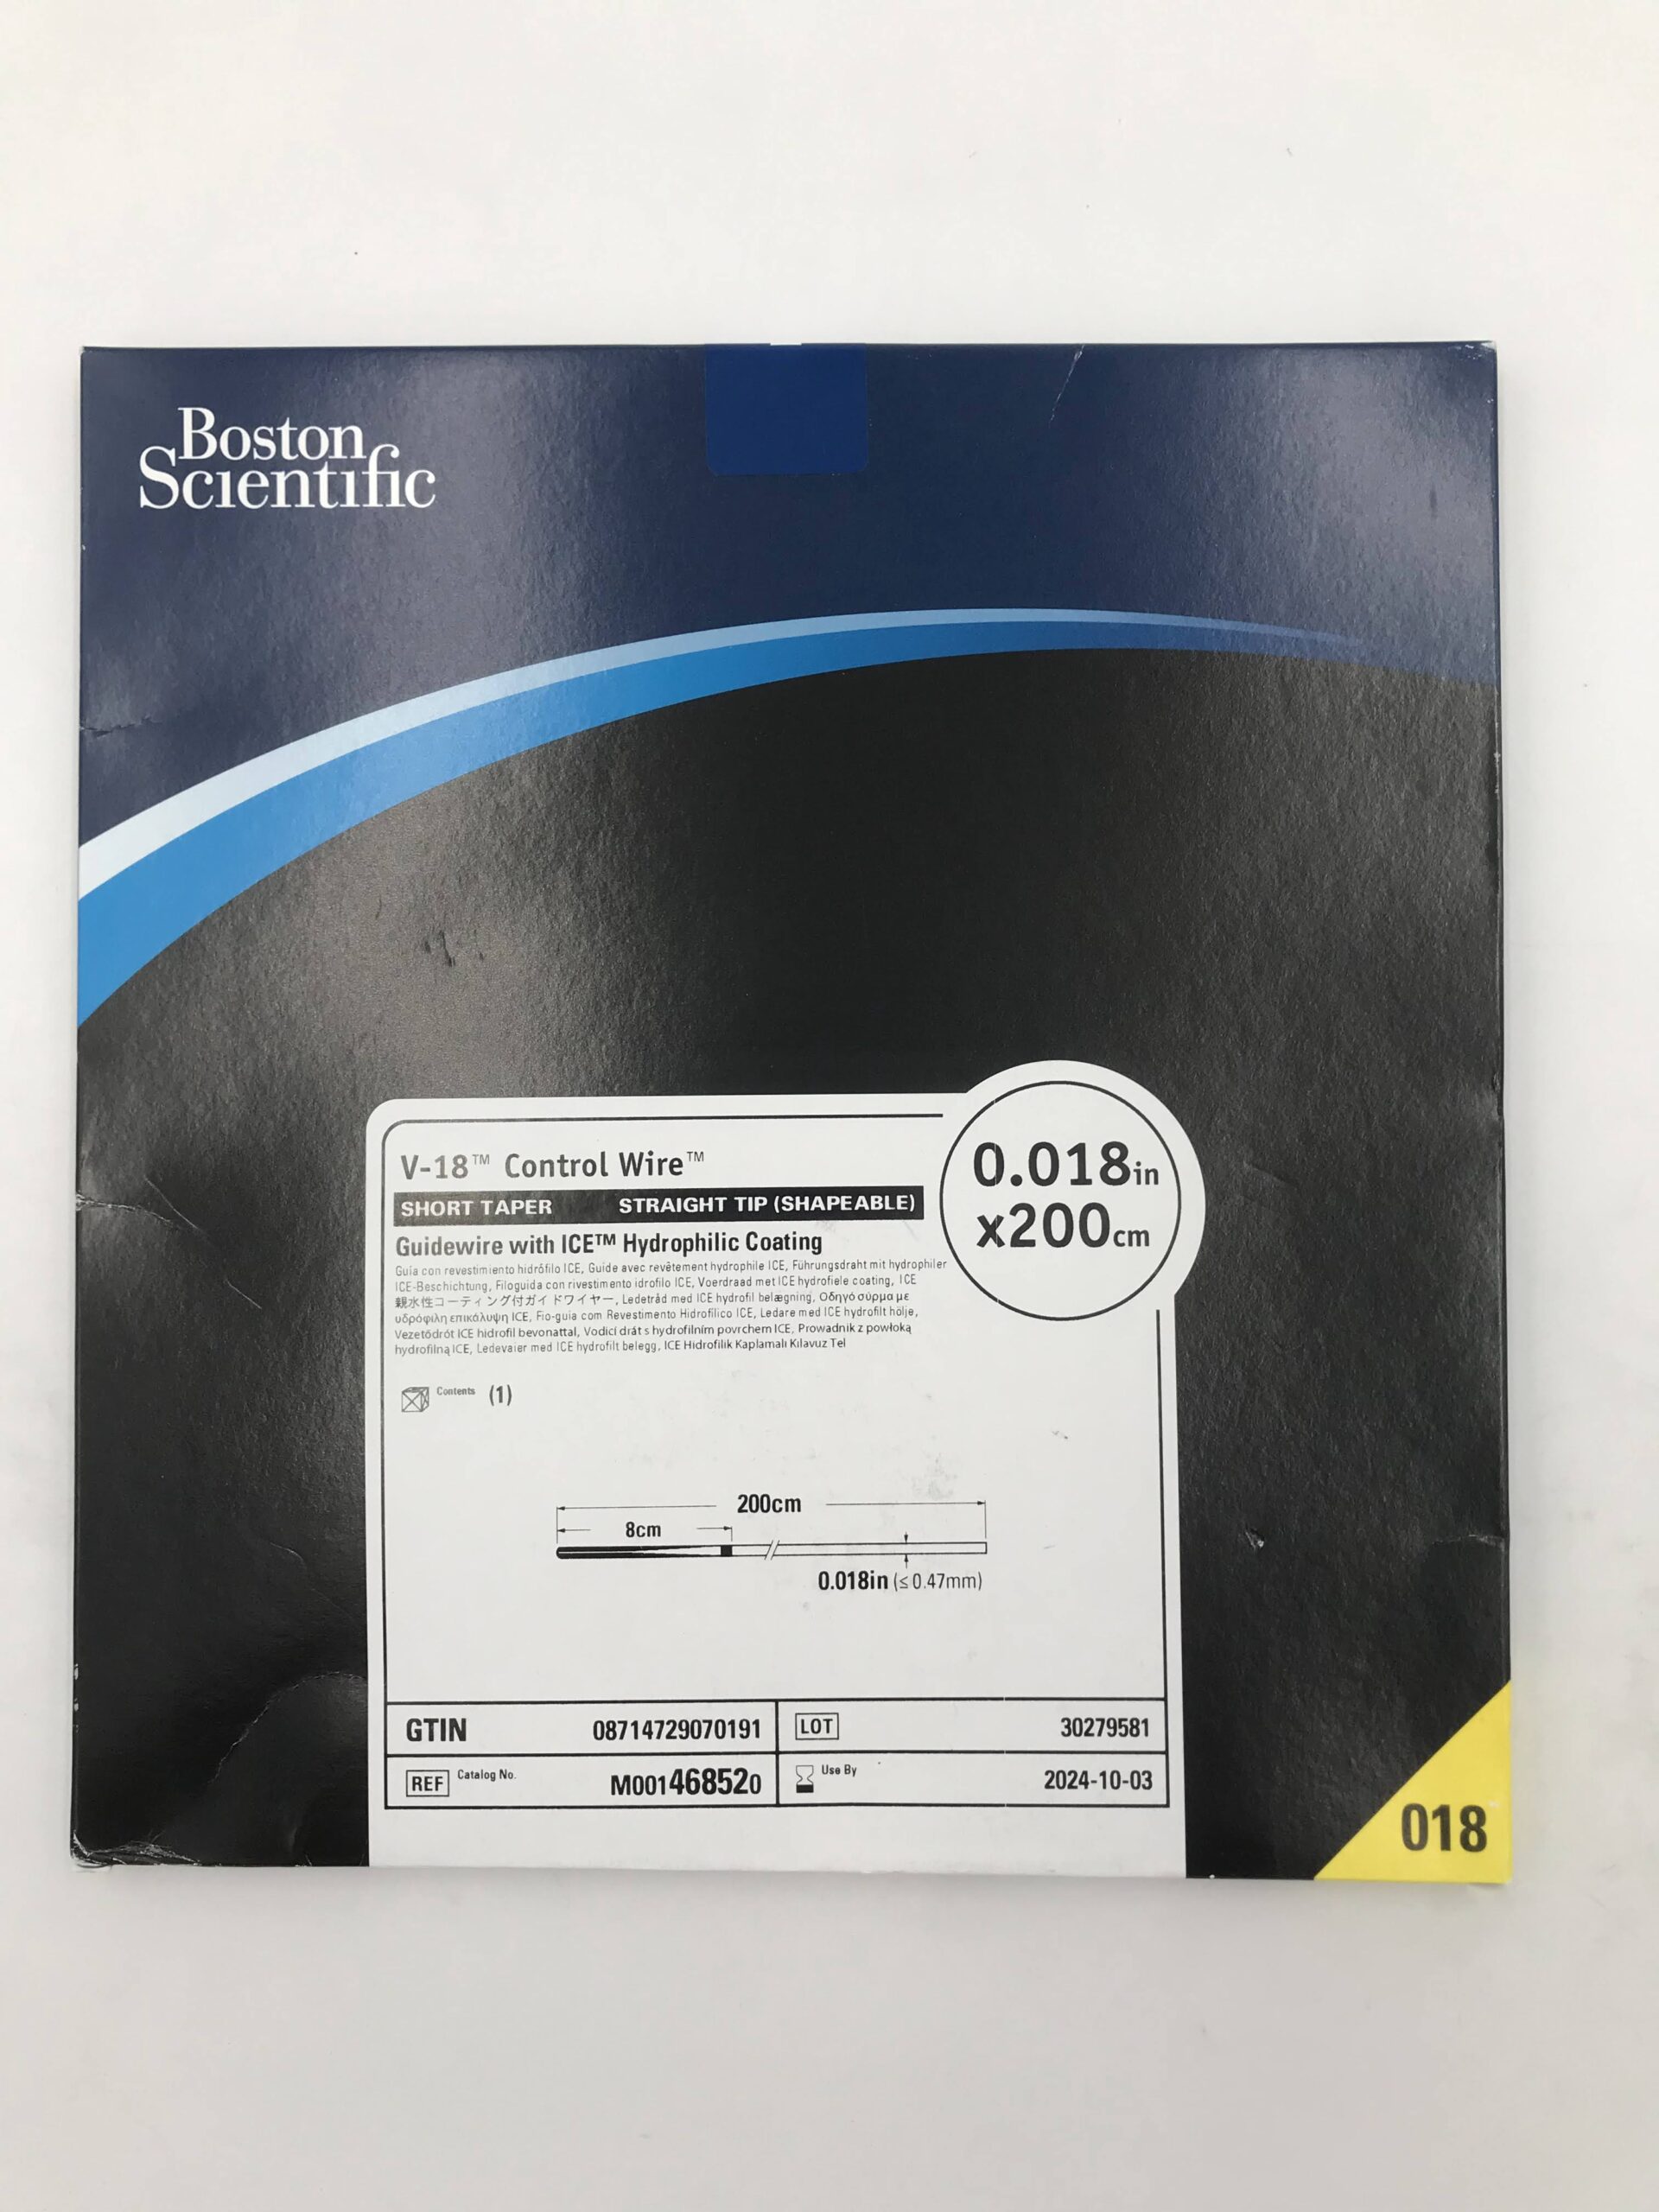 Boston
Scientific
V-18™ Control Wire™
SHORT TAPER STRAIGHT TIP (SHAPEABLE)
0.018in
x200cm
Guidewire with ICE™ Hydrophilic Coating
Guía con revestimiento hidrófilo ICE, Guide avec revêtement hydrophile ICE, Führungsdraht mit hydrophiler
ICE-Beschichtung, Filoguida con rivestimento idrofilo ICE, Voerdraad met ICE hydrofiele coating, ICE
親水性コーティング付ガイドワイヤー, Ledetråd med ICE hydrofil belægning, Οδηγό σύρμα με
υδρόφιλη επικάλυψη ICE, Fio-guia com Revestimento Hidrofílico ICE, Ledare med ICE hydrofilt hölje,
Vezetődrót ICE hidrofil bevonattal, Vodicí drát s hydrofilním povrchem ICE, Prowadnik z powłoką
hydrofilną ICE, Ledevaier med ICE hydrofilt belegg, ICE Hidrofilik Kaplamalı Kılavuz Tel
Contents (1)
200cm
8cm
0.018in (≤ 0.47mm)
GTIN 08714729070191 LOT 30279581
REF Catalog No. M001468520 Use By 2024-10-03
018